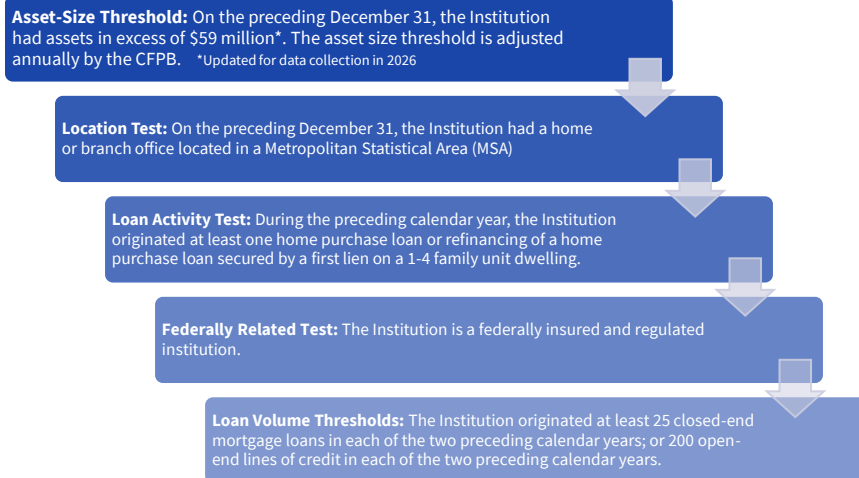 Asset-Size Threshold: On the preceding December 31, the Institution
had assets in excess of $59 million*. The asset size threshold is adjusted
annually by the CFPB. *Updated for data collection in 2026
Location Test: On the preceding December 31, the Institution had a home
or branch office located in a Metropolitan Statistical Area (MSA)
Loan Activity Test: During the preceding calendar year, the Institution
originated at least one home purchase loan or refinancing of a home
purchase loan secured by a first lien on a 1-4 family unit dwelling.
Federally Related Test: The Institution is a federally insured and regulated
institution.
Loan Volume Thresholds: The Institution originated at least 25 closed-end
mortgage loans in each of the two preceding calendar years; or 200 open-
end lines of credit in each of the two preceding calendar years.